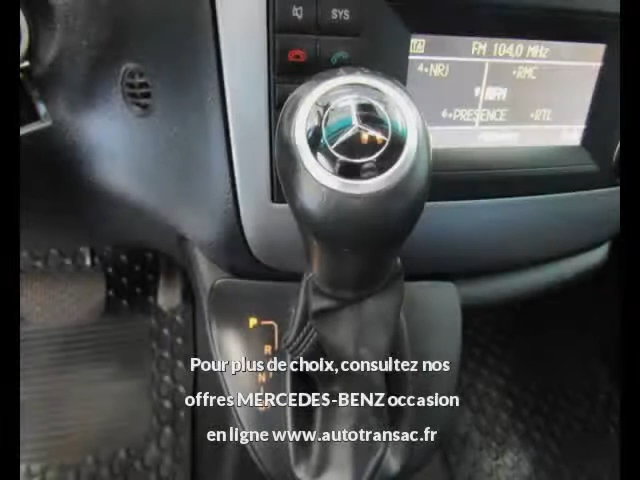 SYS
FM 104,0 MHz
4•NRJ •RMC
6•PRESENCE •RTL
P
R
N
Pour plus de choix, consultez nos
offres MERCEDES-BENZ occasion
en ligne www.autotransac.fr